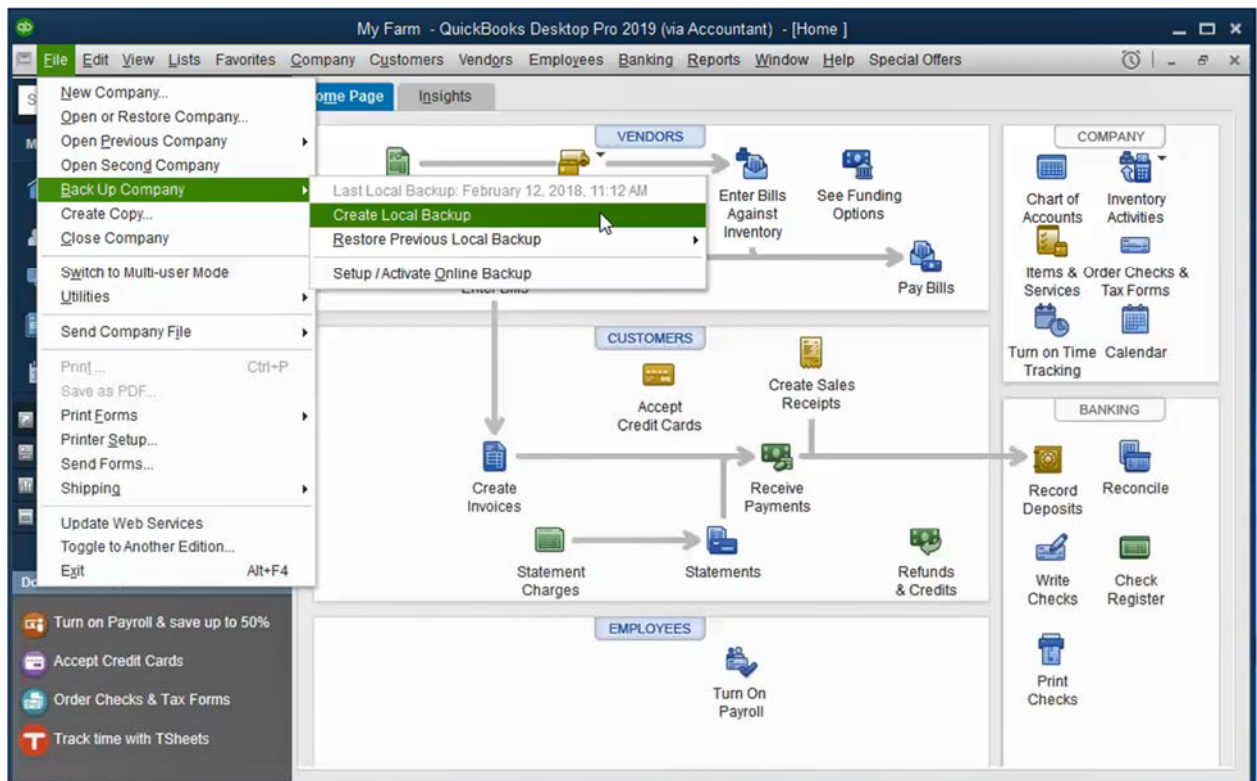 qb
My Farm - QuickBooks Desktop Pro 2019 (via Accountant) - [Home ]
File Edit View Lists Favorites Company Customers Vendors Employees Banking Reports Window Help Special Offers
New Company...
Open or Restore Company...
Open Previous Company
Open Second Company
Back Up Company
Create Copy...
Close Company
Switch to Multi-user Mode
Utilities
Send Company File
Print ... Ctrl+P
Save as PDF...
Print Forms
Printer Setup...
Send Forms...
Shipping
Update Web Services
Toggle to Another Edition...
Exit Alt+F4
Last Local Backup: February 12, 2018, 11:12 AM
Create Local Backup
Restore Previous Local Backup
Setup / Activate Online Backup
ome Page Insights
VENDORS
Enter Bills
Against
Inventory
See Funding
Options
Enter Bills
Pay Bills
CUSTOMERS
Accept
Credit Cards
Create Sales
Receipts
Create
Invoices
Receive
Payments
Statement
Charges
Statements
Refunds
& Credits
EMPLOYEES
Turn On
Payroll
COMPANY
Chart of
Accounts
Inventory
Activities
Items &
Services
Order Checks &
Tax Forms
Turn on Time
Tracking
Calendar
BANKING
Record
Deposits
Reconcile
Write
Checks
Check
Register
Print
Checks
Do
Turn on Payroll & save up to 50%
Accept Credit Cards
Order Checks & Tax Forms
Track time with TSheets